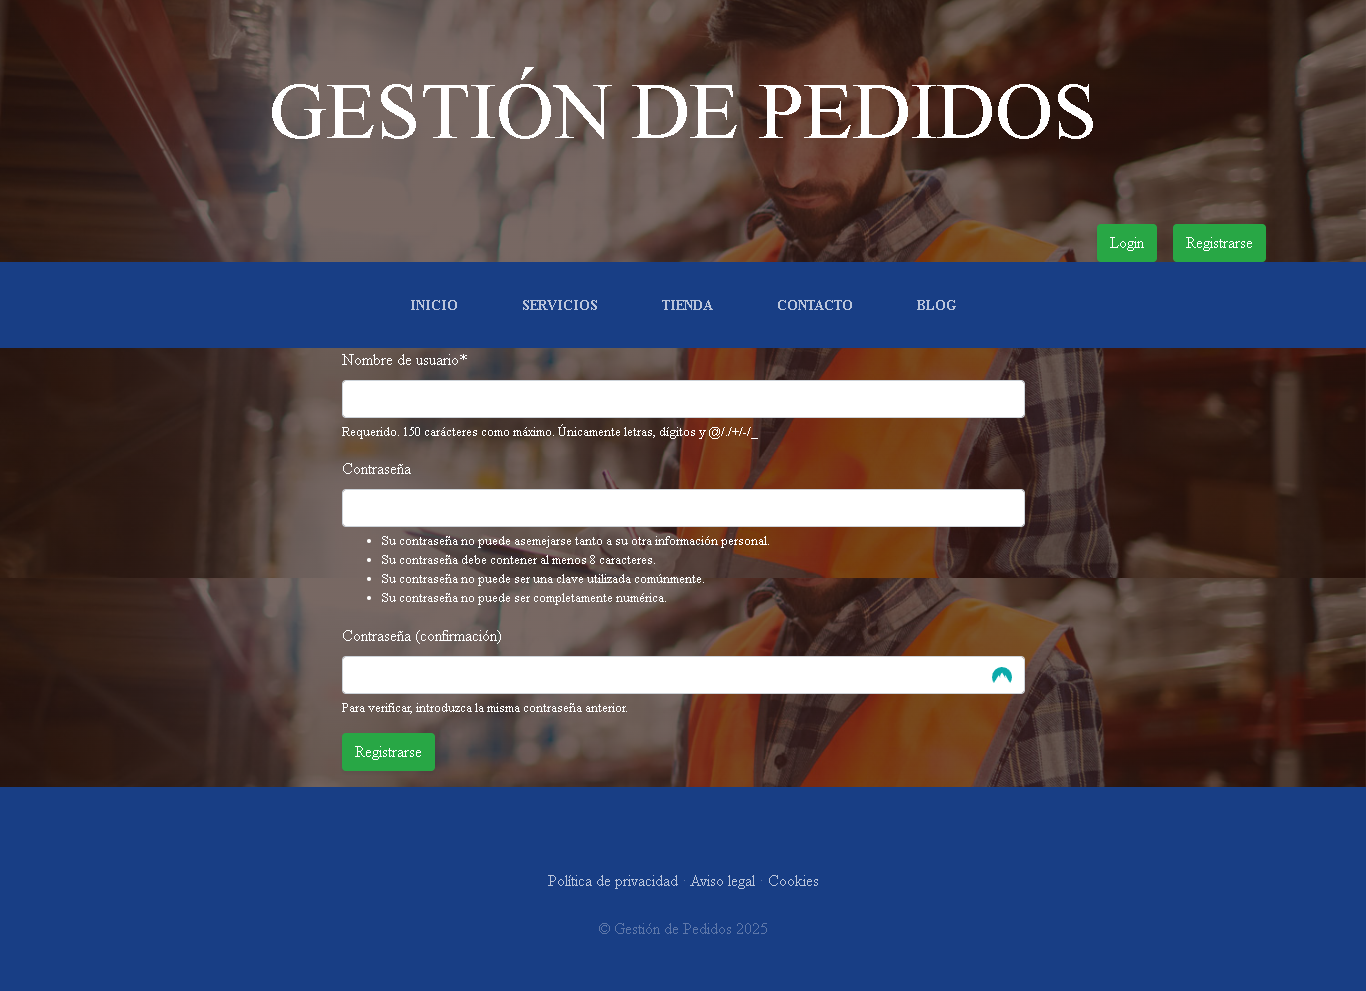 GESTIÓN DE PEDIDOS
Login Registrarse
INICIO SERVICIOS TIENDA CONTACTO BLOG
Nombre de usuario*
Requerido. 150 carácteres como máximo. Únicamente letras, dígitos y @/./+/-/_
Contraseña
Su contraseña no puede asemejarse tanto a su otra información personal.
Su contraseña debe contener al menos 8 caracteres.
Su contraseña no puede ser una clave utilizada comúnmente.
Su contraseña no puede ser completamente numérica.
Contraseña (confirmación)
Para verificar, introduzca la misma contraseña anterior.
Registrarse
Política de privacidad · Aviso legal · Cookies
© Gestión de Pedidos 2025